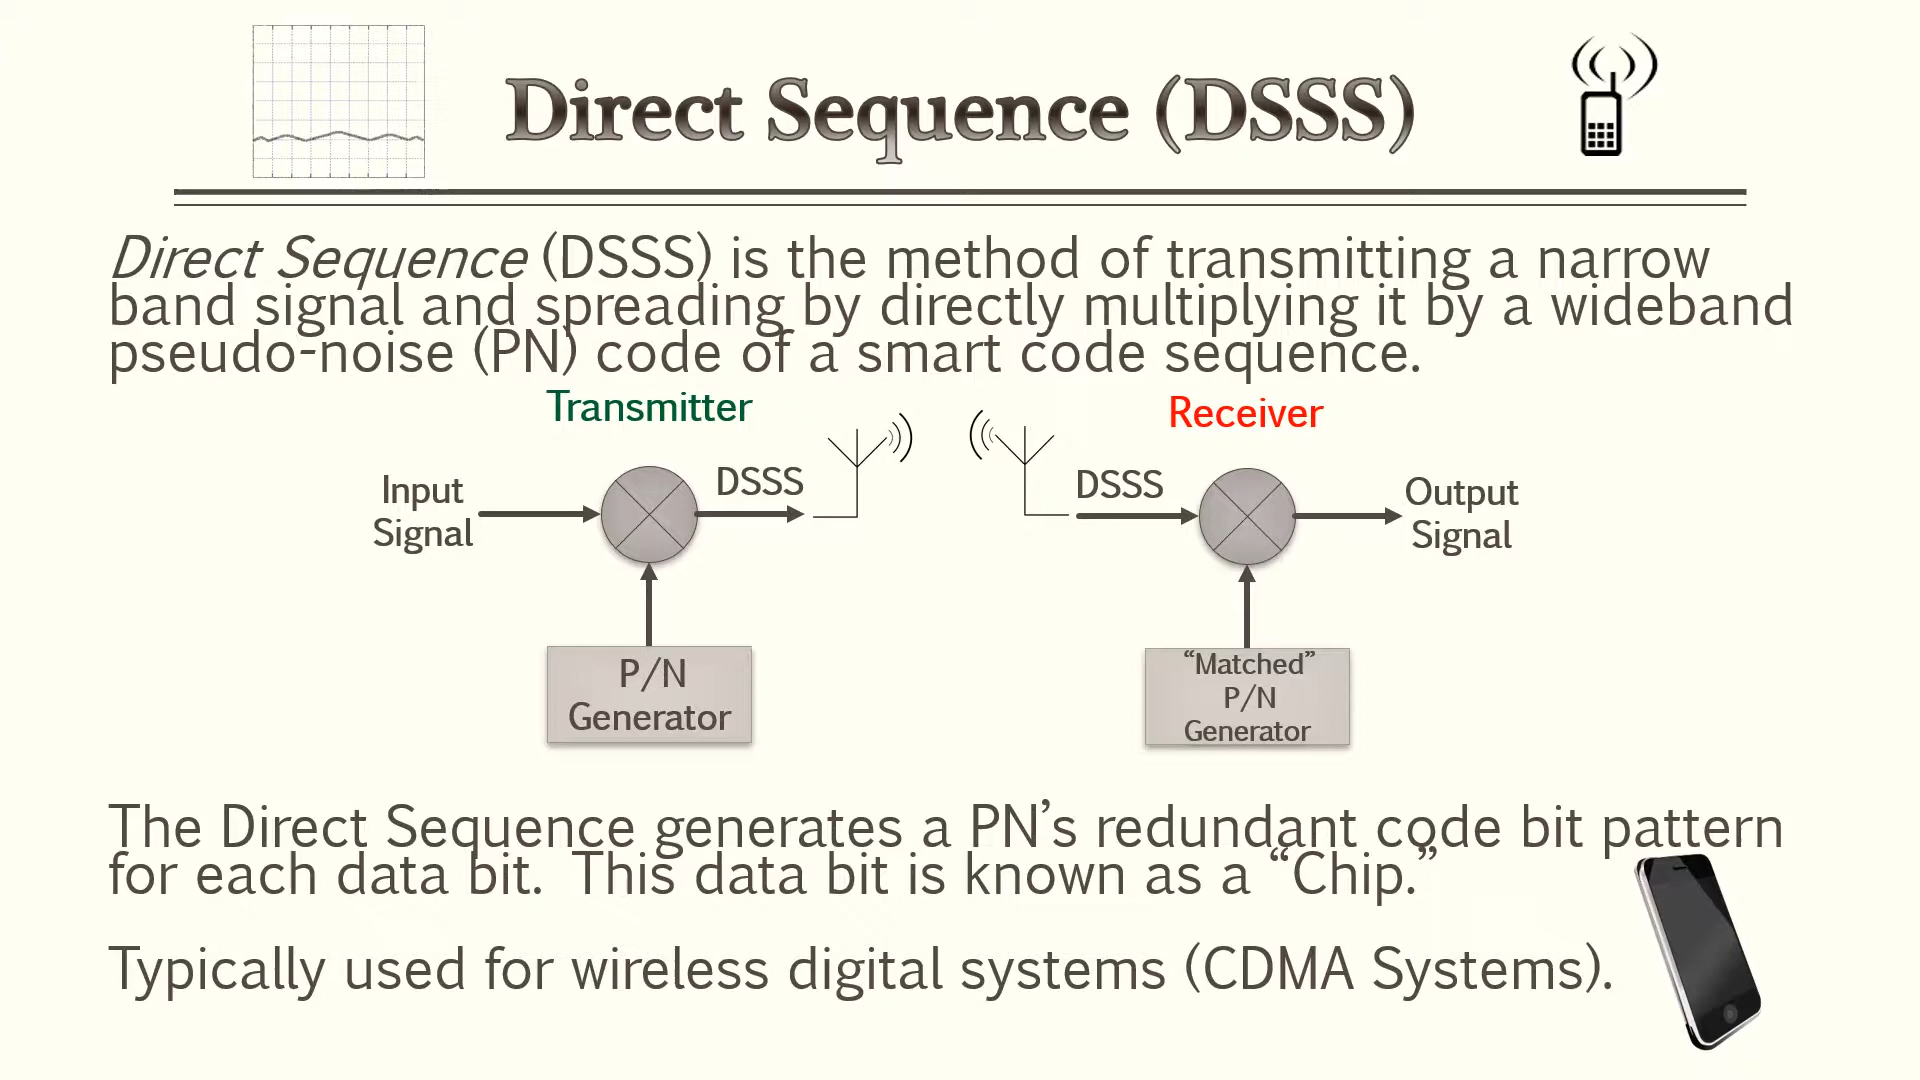 Direct Sequence (DSSS)
Direct Sequence (DSSS) is the method of transmitting a narrow
band signal and spreading by directly multiplying it by a wideband
pseudo-noise (PN) code of a smart code sequence.
Transmitter
Receiver
Input
Signal
DSSS
DSSS
Output
Signal
P/N
Generator
“Matched”
P/N
Generator
The Direct Sequence generates a PN’s redundant code bit pattern
for each data bit.  This data bit is known as a “Chip.”
Typically used for wireless digital systems (CDMA Systems).